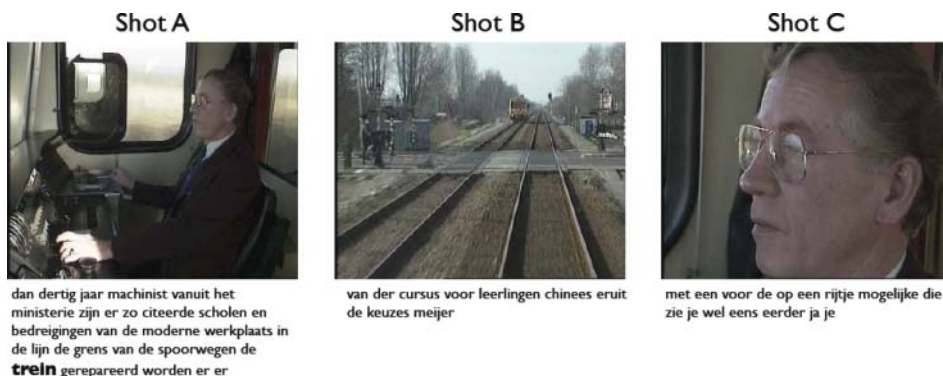 Shot A
Shot B
Shot C
dan dertig jaar machinist vanuit het
ministerie zijn er zo citeerde scholen en
bedreigingen van de moderne werkplaats in
de lijn de grens van de spoorwegen de
trein gerepareerd worden er er
van der cursus voor leerlingen chinees eruit
de keuzes meijer
met een voor de op een rijtje mogelijke die
zie je wel eens eerder ja je